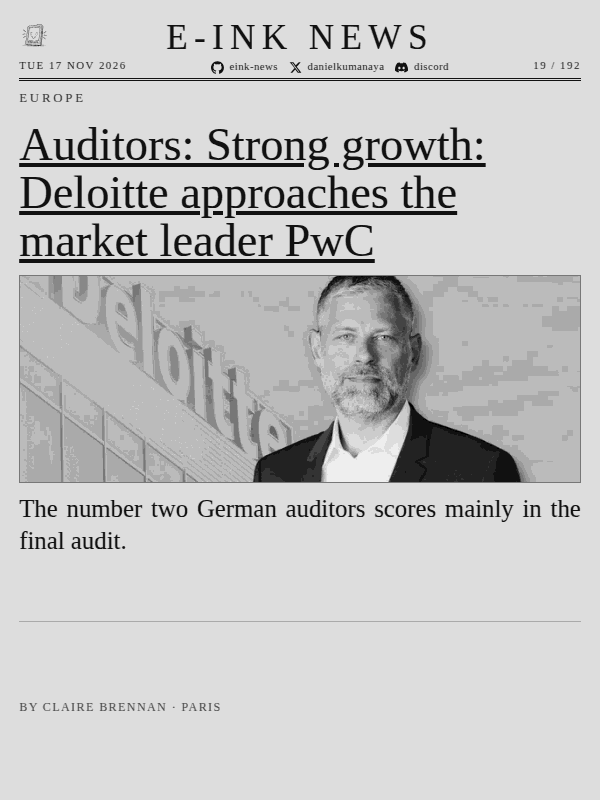 E-INK NEWS
TUE 17 NOV 2026
eink-news
danielkumanaya
discord
19 / 192
EUROPE
Auditors: Strong growth:
Deloitte approaches the
market leader PwC
Deloitte
The number two German auditors scores mainly in the
final audit.
BY CLAIRE BRENNAN · PARIS